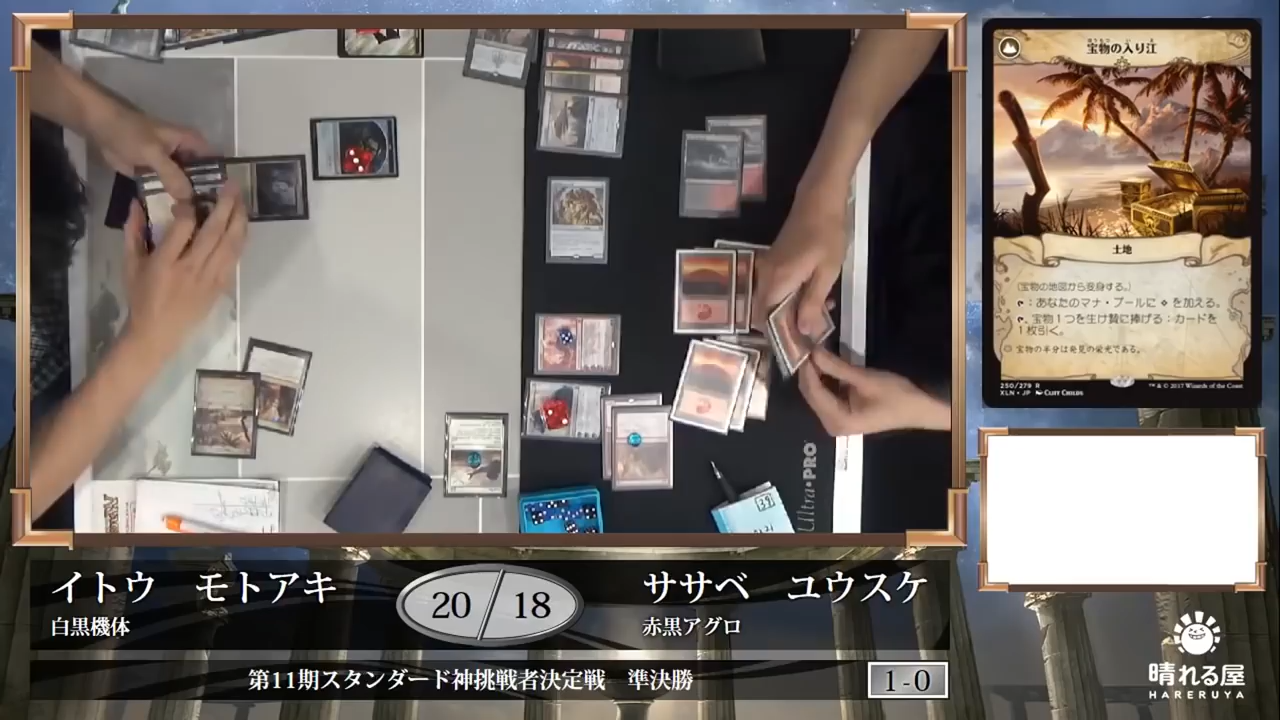 宝物の入り江
土地
(宝物の地図から変身する。)
：あなたのマナ・プールに◇を加える。
、宝物１つを生け贄に捧げる：カードを
１枚引く。
宝物の半分は発見の栄光である。
250/279 R
XLN • JP CLIFF CHILDS
™ & © 2017 Wizards of the Coast
Ultra•PRO
39
イトウ モトアキ
白黒機体
20 / 18
ササベ ユウスケ
赤黒アグロ
第11期スタンダード神挑戦者決定戦 準決勝
1-0
晴れる屋
HARERUYA